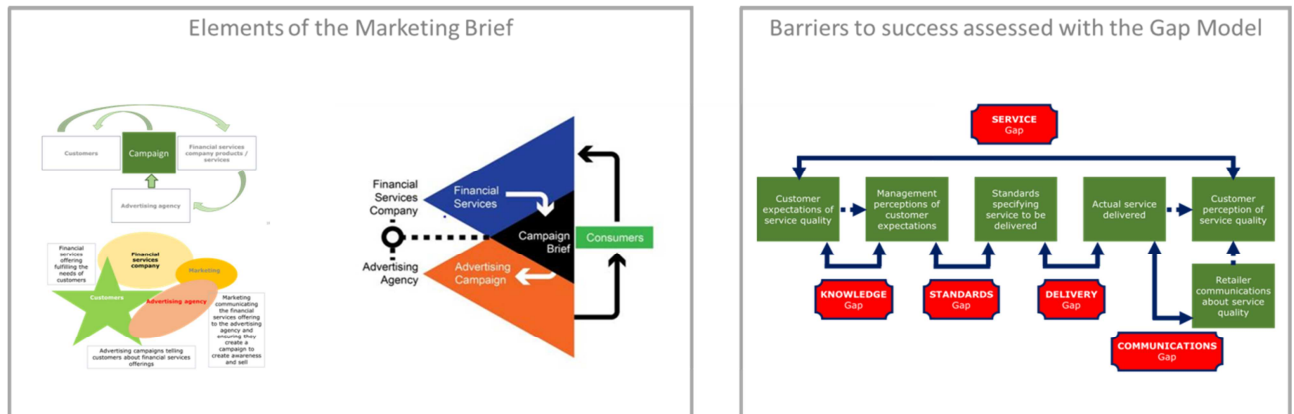 Elements of the Marketing Brief
Customers
Campaign
Financial services
company products /
services
Advertising agency
Financial
services
offering
fulfilling the
needs of
customers
Financial
services
company
Marketing
Customers
Advertising agency
Marketing
communicating
the financial
services offering
to the advertising
agency and
ensuring they
create a
campaign to
create awareness
and sell
Advertising campaigns telling
customers about financial services
offerings
Financial
Services
Company
Advertising
Agency
Financial
Services
Campaign
Brief
Advertising
Campaign
Consumers
Barriers to success assessed with the Gap Model
SERVICE
Gap
Customer
expectations of
service quality
Management
perceptions of
customer
expectations
Standards
specifying
service to be
delivered
Actual service
delivered
Customer
perception of
service quality
KNOWLEDGE
Gap
STANDARDS
Gap
DELIVERY
Gap
Retailer
communications
about service
quality
COMMUNICATIONS
Gap